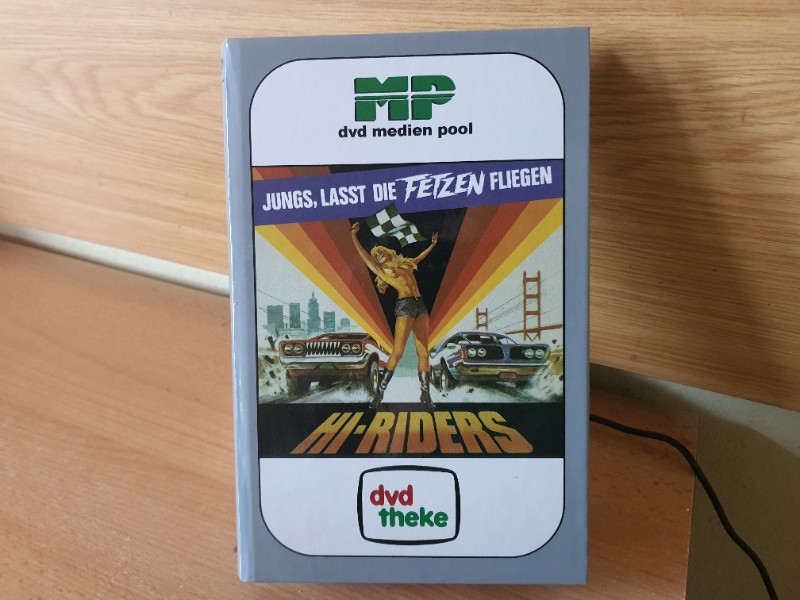 MP
dvd medien pool
JUNGS, LASST DIE FETZEN FLIEGEN
HI-RIDERS
dvd
theke